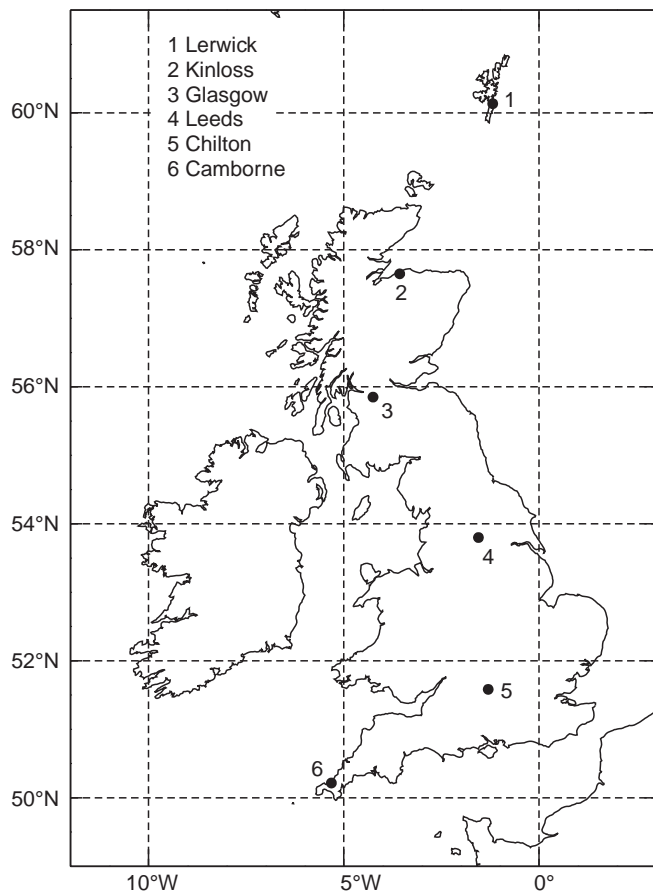 1 Lerwick
2 Kinloss
3 Glasgow
4 Leeds
5 Chilton
6 Camborne
60°N
1
58°N
2
56°N
3
54°N
4
52°N
5
6
50°N
10°W
5°W
0°